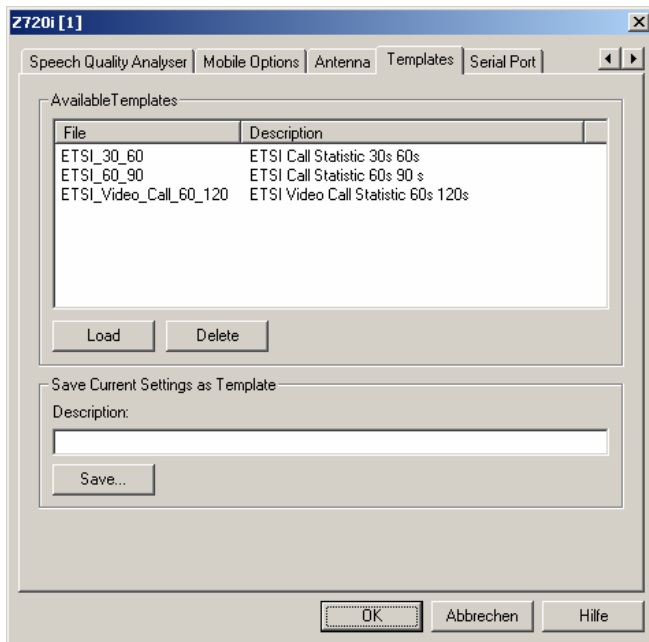 Z720i [1]
Speech Quality Analyser Mobile Options Antenna Templates Serial Port
AvailableTemplates
File Description
ETSI_30_60 ETSI Call Statistic 30s 60s
ETSI_60_90 ETSI Call Statistic 60s 90 s
ETSI_Video_Call_60_120 ETSI Video Call Statistic 60s 120s
Load Delete
Save Current Settings as Template
Description:
Save...
OK Abbrechen Hilfe